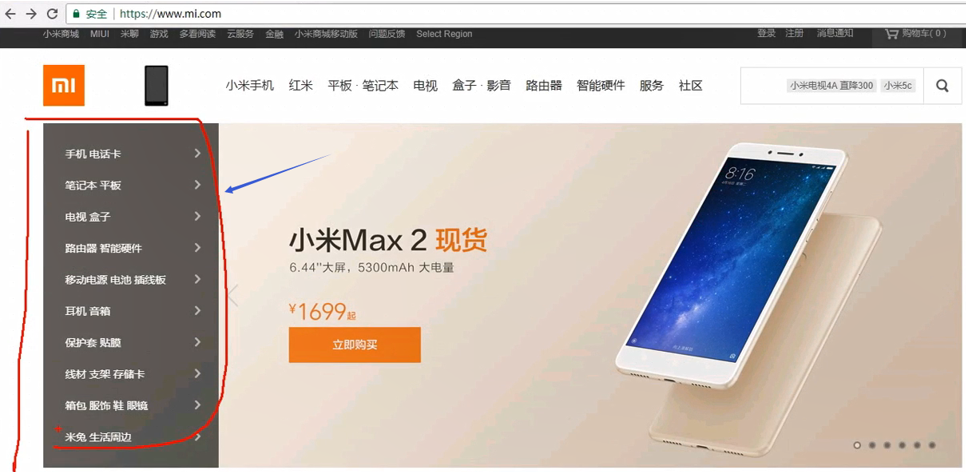 安全 https://www.mi.com
小米商城 MIUI 米聊 游戏 多看阅读 云服务 金融 小米商城移动版 问题反馈 Select Region 登录 注册 消息通知 购物车( 0 )
mi 小米手机 红米 平板 · 笔记本 电视 盒子 · 影音 路由器 智能硬件 服务 社区 小米电视4A 直降300 小米5c
手机 电话卡
笔记本 平板
电视 盒子
路由器 智能硬件
移动电源 电池 插线板
耳机 音箱
保护套 贴膜
线材 支架 存储卡
箱包 服饰 鞋 眼镜
米兔 生活周边
小米Max 2 现货
6.44''大屏，5300mAh 大电量
¥1699起
立即购买
8:16